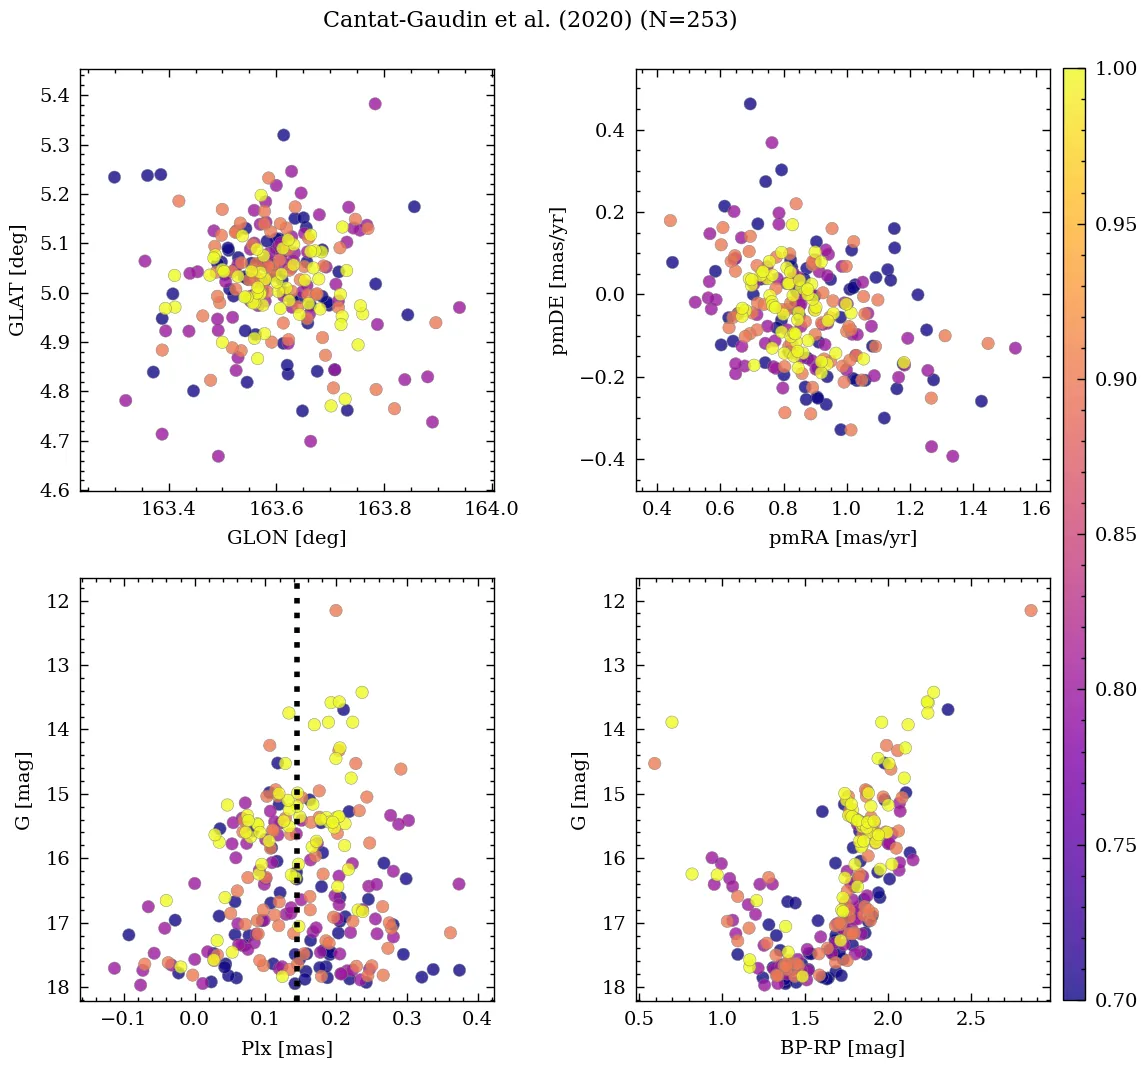 Cantat-Gaudin et al. (2020) (N=253)
5.4
5.3
5.2
5.1
5.0
4.9
4.8
4.7
4.6
GLAT [deg]
163.4 163.6 163.8 164.0
GLON [deg]
0.4
0.2
0.0
−0.2
−0.4
pmDE [mas/yr]
0.4 0.6 0.8 1.0 1.2 1.4 1.6
pmRA [mas/yr]
1.00
0.95
0.90
0.85
0.80
0.75
0.70
12
13
14
15
16
17
18
G [mag]
−0.1 0.0 0.1 0.2 0.3 0.4
Plx [mas]
12
13
14
15
16
17
18
G [mag]
0.5 1.0 1.5 2.0 2.5
BP-RP [mag]